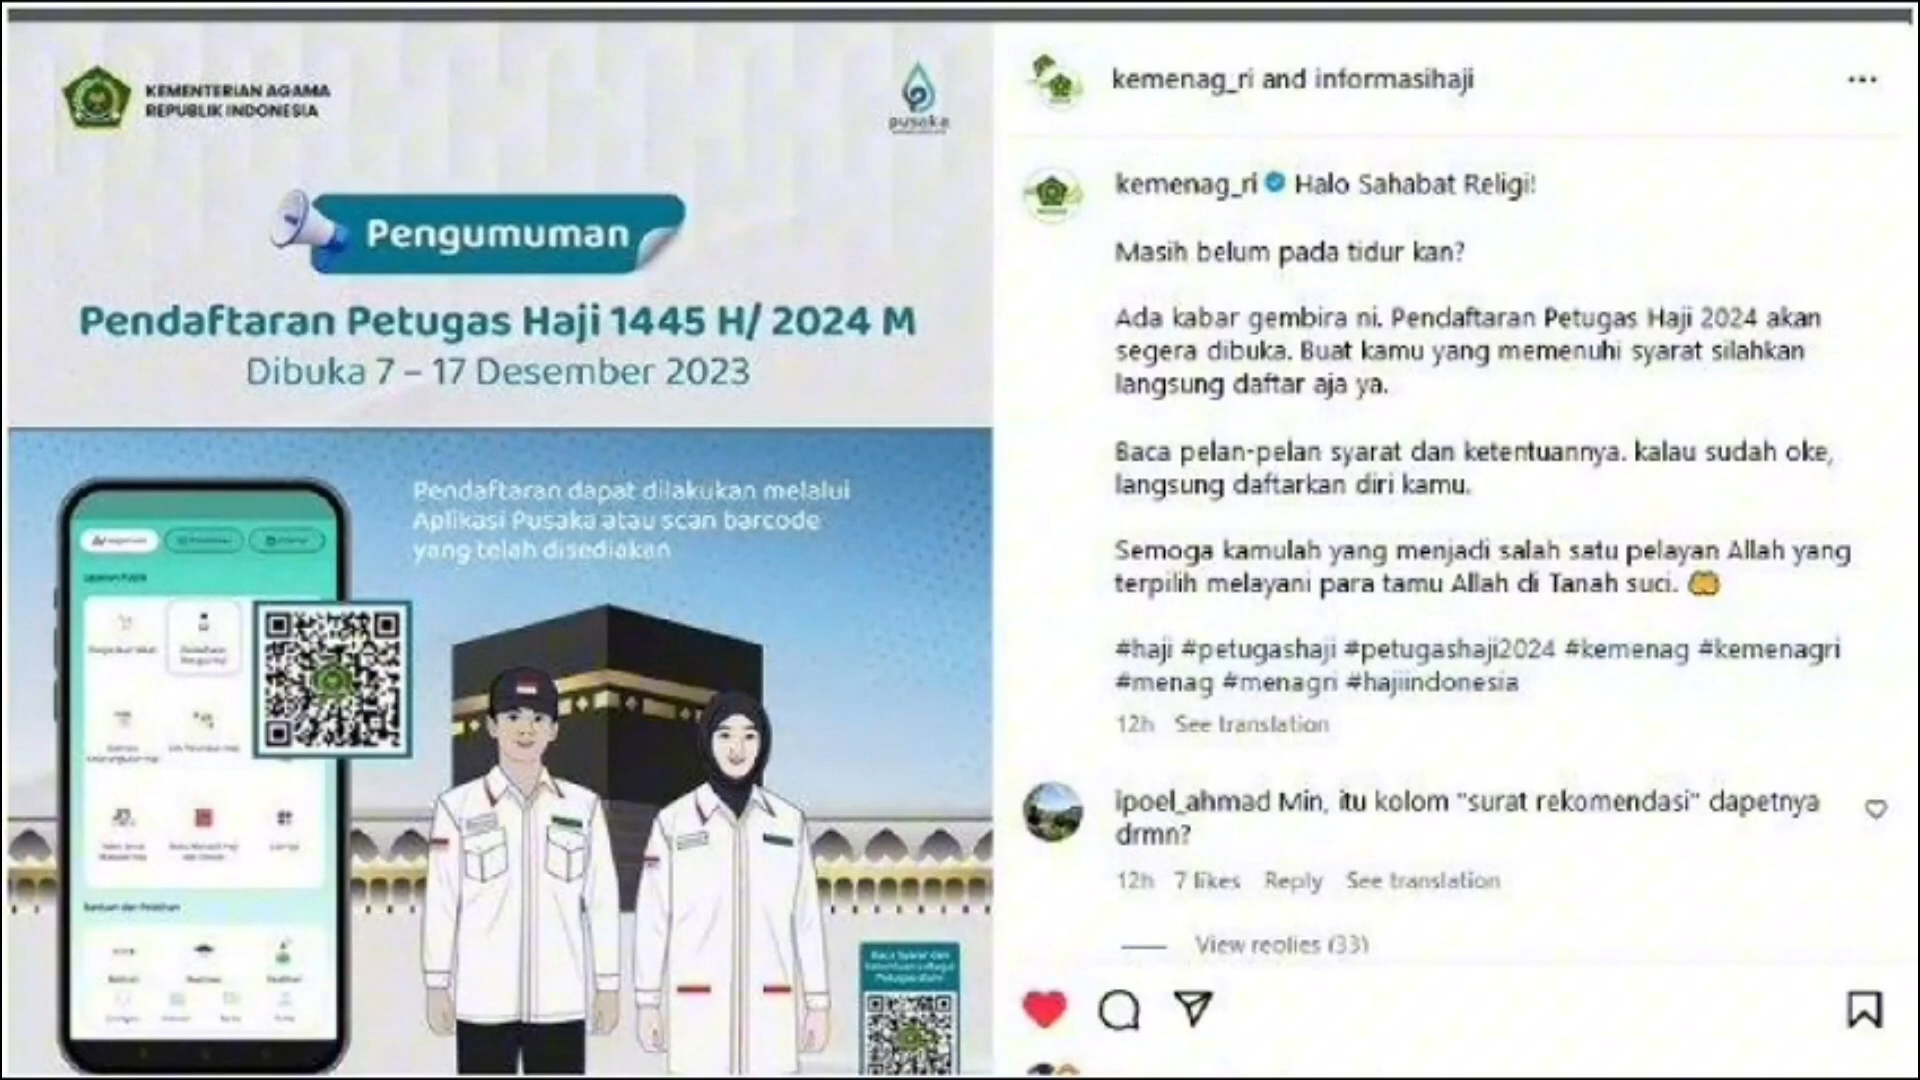 KEMENTERIAN AGAMA
REPUBLIK INDONESIA
pusaka
Pengumuman
Pendaftaran Petugas Haji 1445 H/ 2024 M
Dibuka 7 – 17 Desember 2023
Pendaftaran dapat dilakukan melalui
Aplikasi Pusaka atau scan barcode
yang telah disediakan
kemenag_ri and informasihaji
kemenag_ri Halo Sahabat Religi!
Masih belum pada tidur kan?
Ada kabar gembira ni. Pendaftaran Petugas Haji 2024 akan
segera dibuka. Buat kamu yang memenuhi syarat silahkan
langsung daftar aja ya.
Baca pelan-pelan syarat dan ketentuannya. kalau sudah oke,
langsung daftarkan diri kamu.
Semoga kamulah yang menjadi salah satu pelayan Allah yang
terpilih melayani para tamu Allah di Tanah suci.
#haji #petugashaji #petugashaji2024 #kemenag #kemenagri
#menag #menagri #hajiindonesia
12h See translation
ipoel_ahmad Min, itu kolom "surat rekomendasi" dapetnya
drmn?
12h 7 likes Reply See translation
View replies (33)